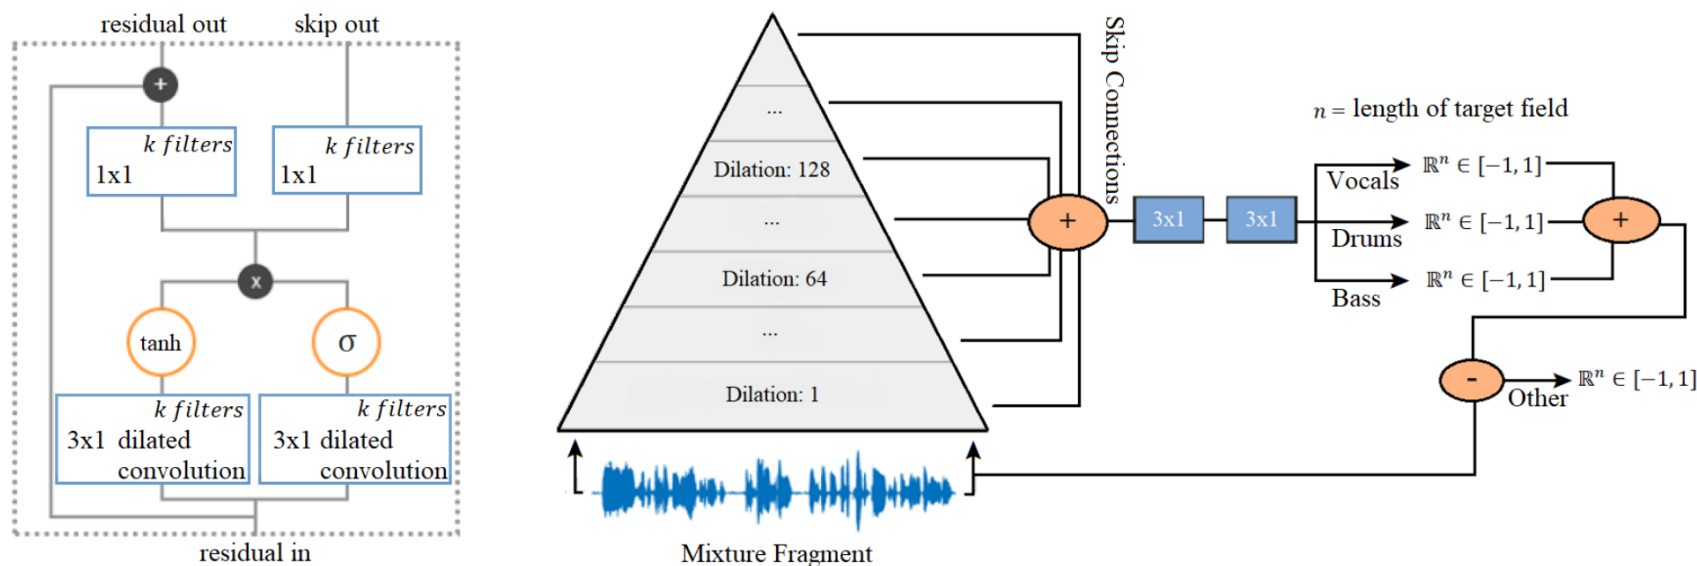 residual out
skip out
+
k filters
1x1
k filters
1x1
x
tanh
σ
k filters
3x1 dilated
convolution
k filters
3x1 dilated
convolution
residual in
...
Dilation: 128
...
Dilation: 64
...
Dilation: 1
Mixture Fragment
Skip Connections
+
3x1
3x1
n = length of target field
Vocals
ℝⁿ ∈ [−1, 1]
Drums
ℝⁿ ∈ [−1, 1]
Bass
ℝⁿ ∈ [−1, 1]
+
-
Other
ℝⁿ ∈ [−1, 1]